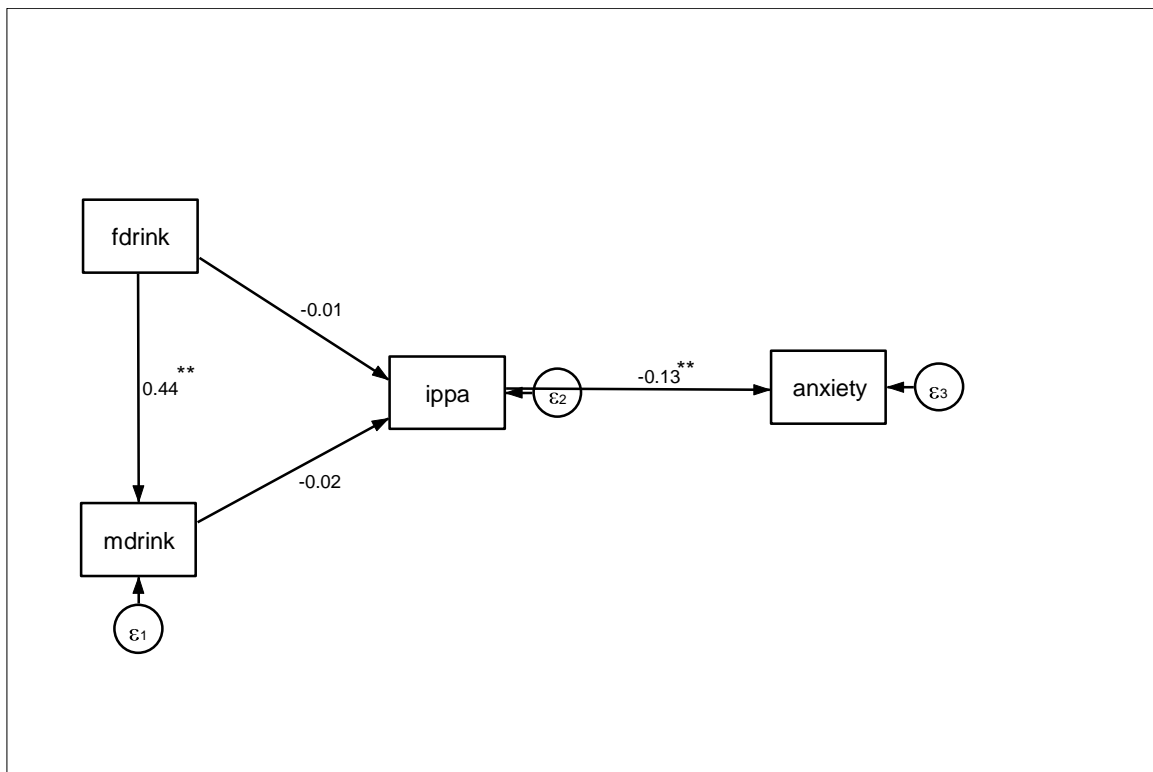 fdrink
-0.01
0.44**
ippa
ε2
-0.13**
anxiety
ε3
-0.02
mdrink
ε1